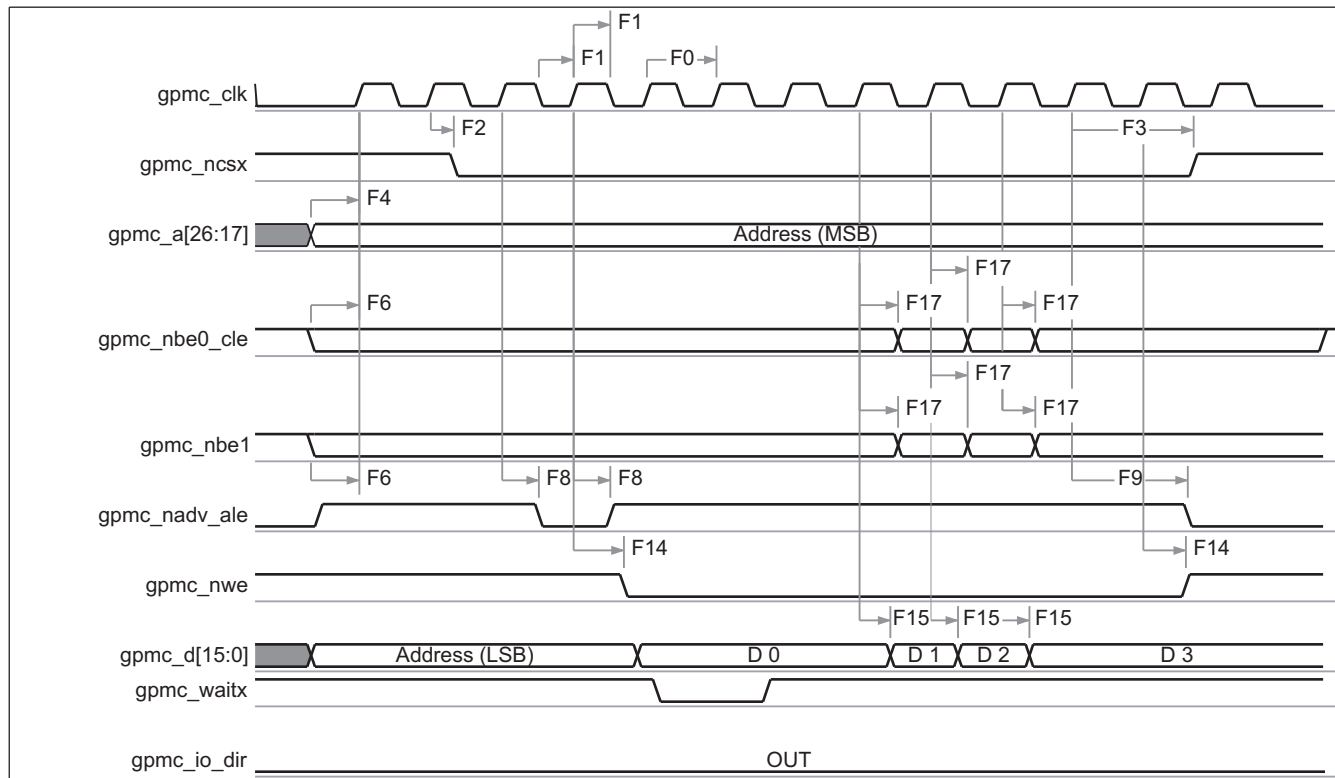 F1
F1 F0
gpmc_clk
F2 F3
gpmc_ncsx
F4
gpmc_a[26:17] Address (MSB)
F17
F6 F17 F17
gpmc_nbe0_cle
F17
F17 F17
gpmc_nbe1
F6 F8 F8 F9
gpmc_nadv_ale
F14 F14
gpmc_nwe
F15 F15 F15
gpmc_d[15:0] Address (LSB) D 0 D 1 D 2 D 3
gpmc_waitx
gpmc_io_dir OUT